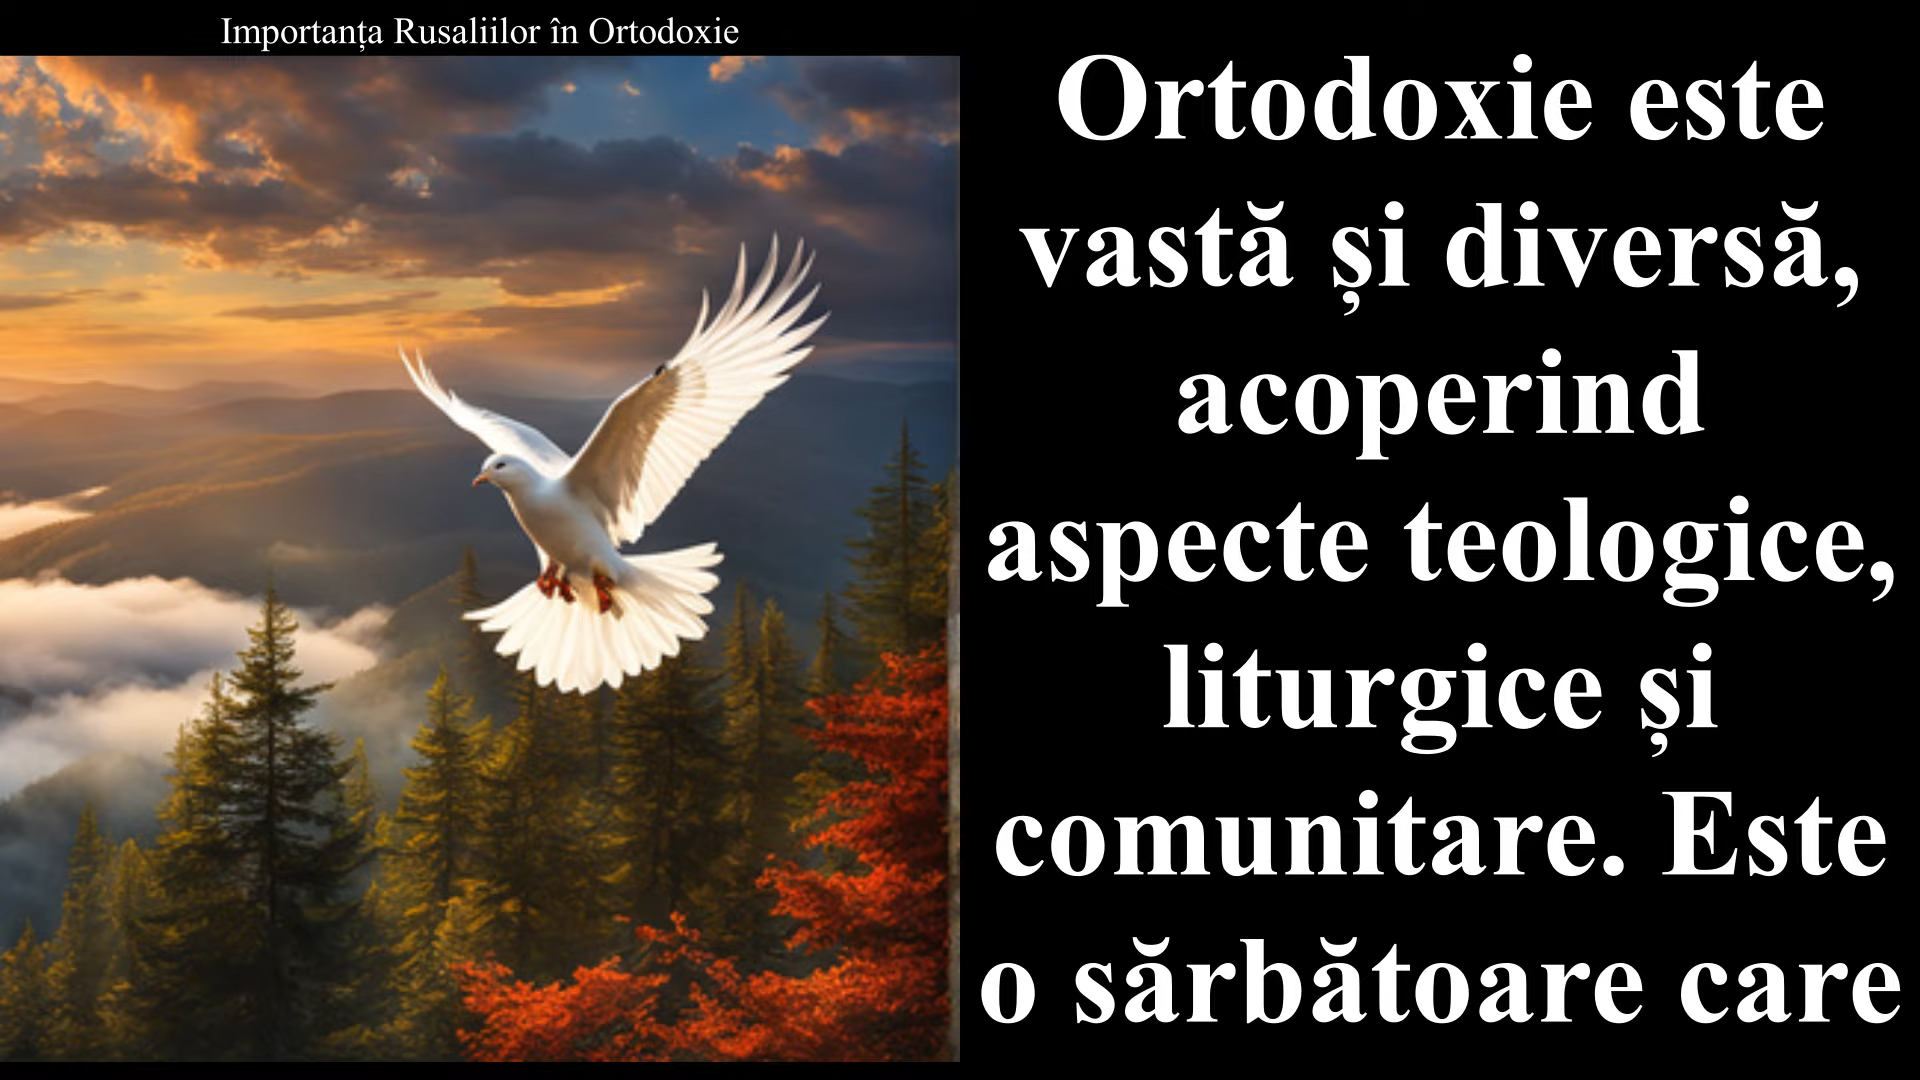 Importanța Rusaliilor în Ortodoxie
Ortodoxie este
vastă și diversă,
acoperind
aspecte teologice,
liturgice și
comunitare. Este
o sărbătoare care